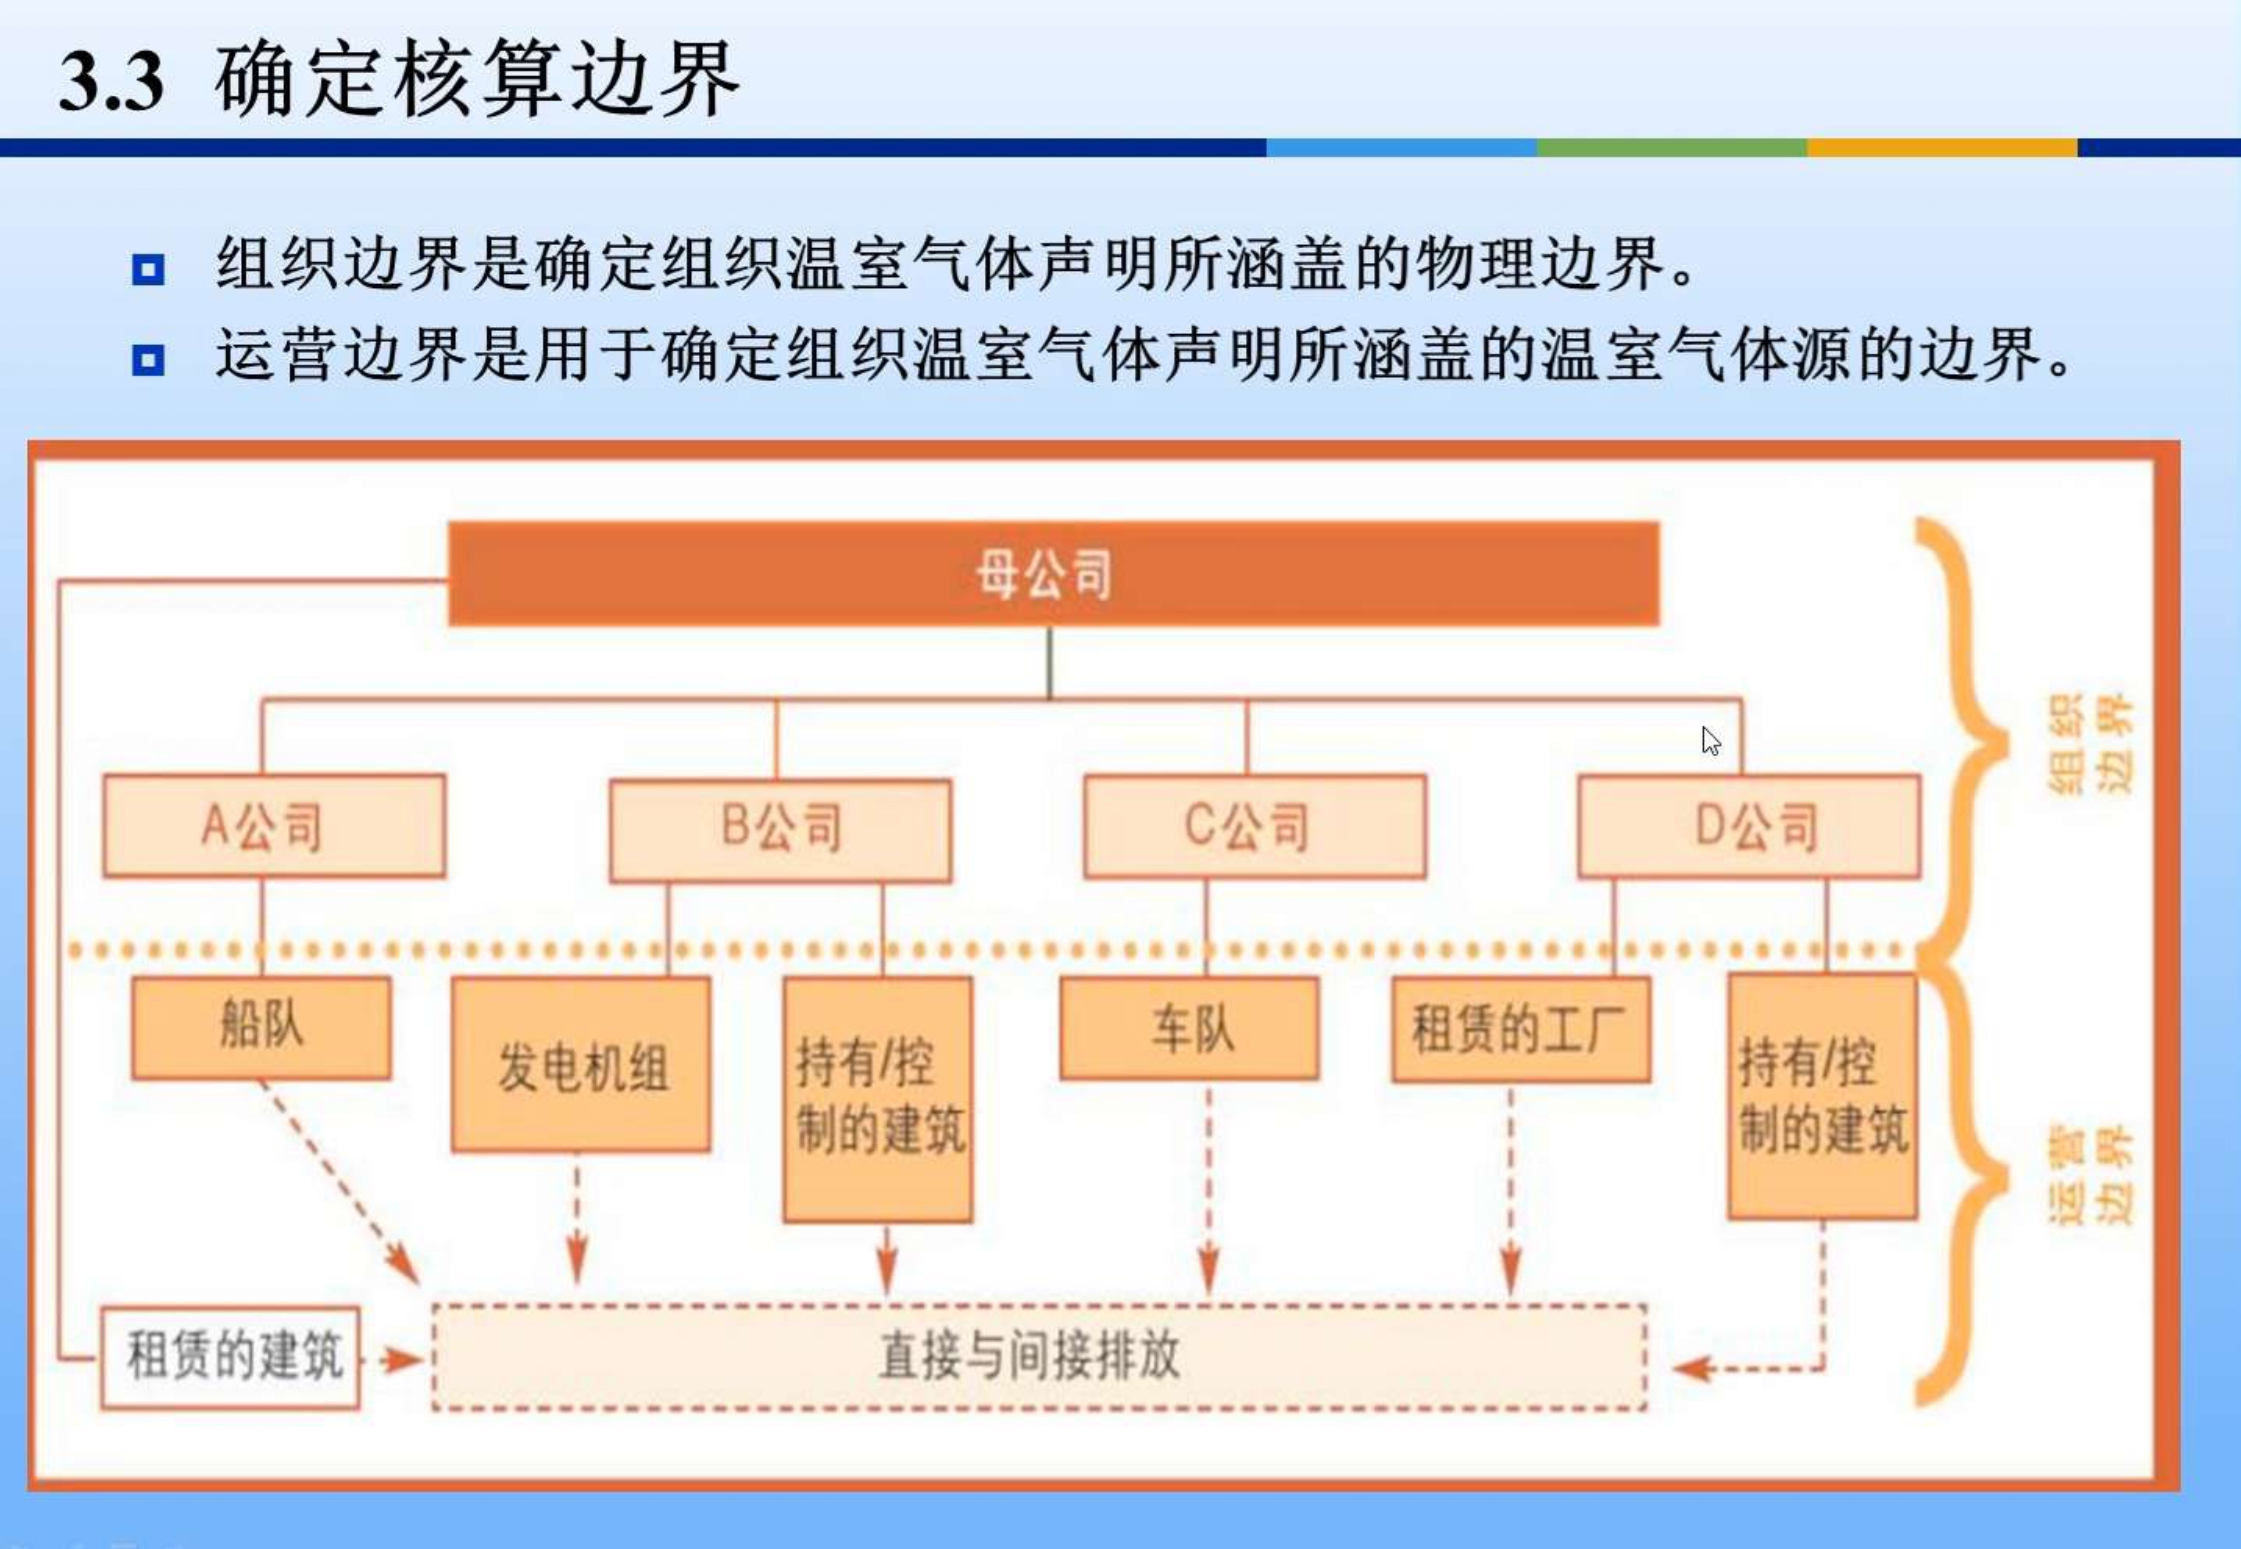 3.3 确定核算边界
组织边界是确定组织温室气体声明所涵盖的物理边界。
运营边界是用于确定组织温室气体声明所涵盖的温室气体源的边界。
母公司
A公司
B公司
C公司
D公司
组织
边界
船队
发电机组
持有/控
制的建筑
车队
租赁的工厂
持有/控
制的建筑
运营
边界
租赁的建筑
直接与间接排放